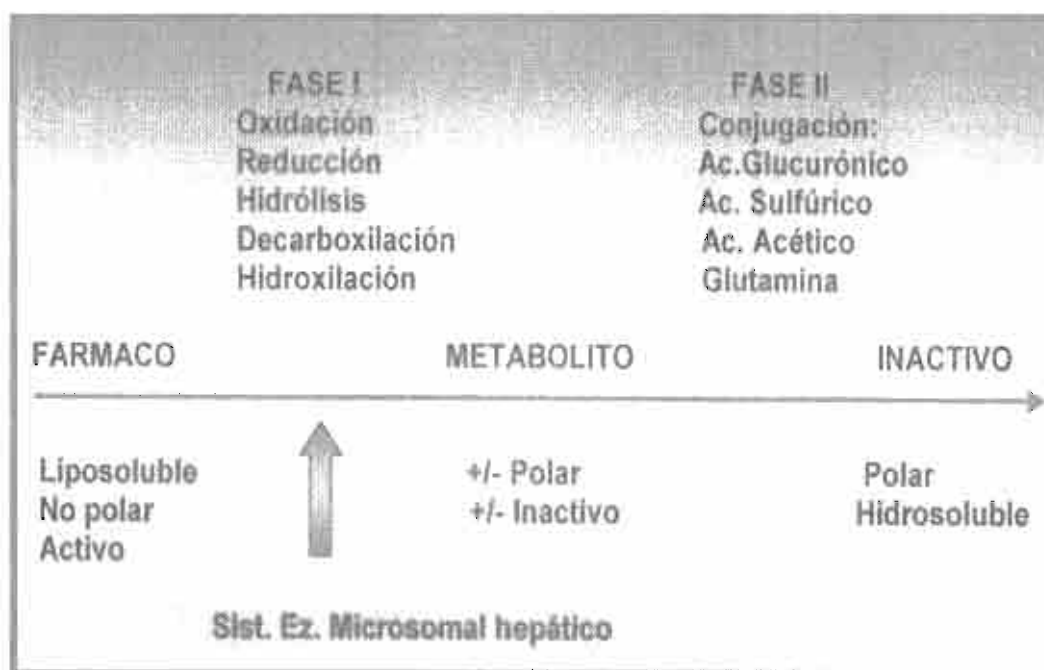 FASE I
Oxidación
Reducción
Hidrólisis
Decarboxilación
Hidroxilación
FASE II
Conjugación:
Ac.Glucurónico
Ac. Sulfúrico
Ac. Acético
Glutamina
FARMACO
METABOLITO
INACTIVO
Liposoluble
No polar
Activo
+/- Polar
+/- Inactivo
Polar
Hidrosoluble
Sist. Ez. Microsomal hepático